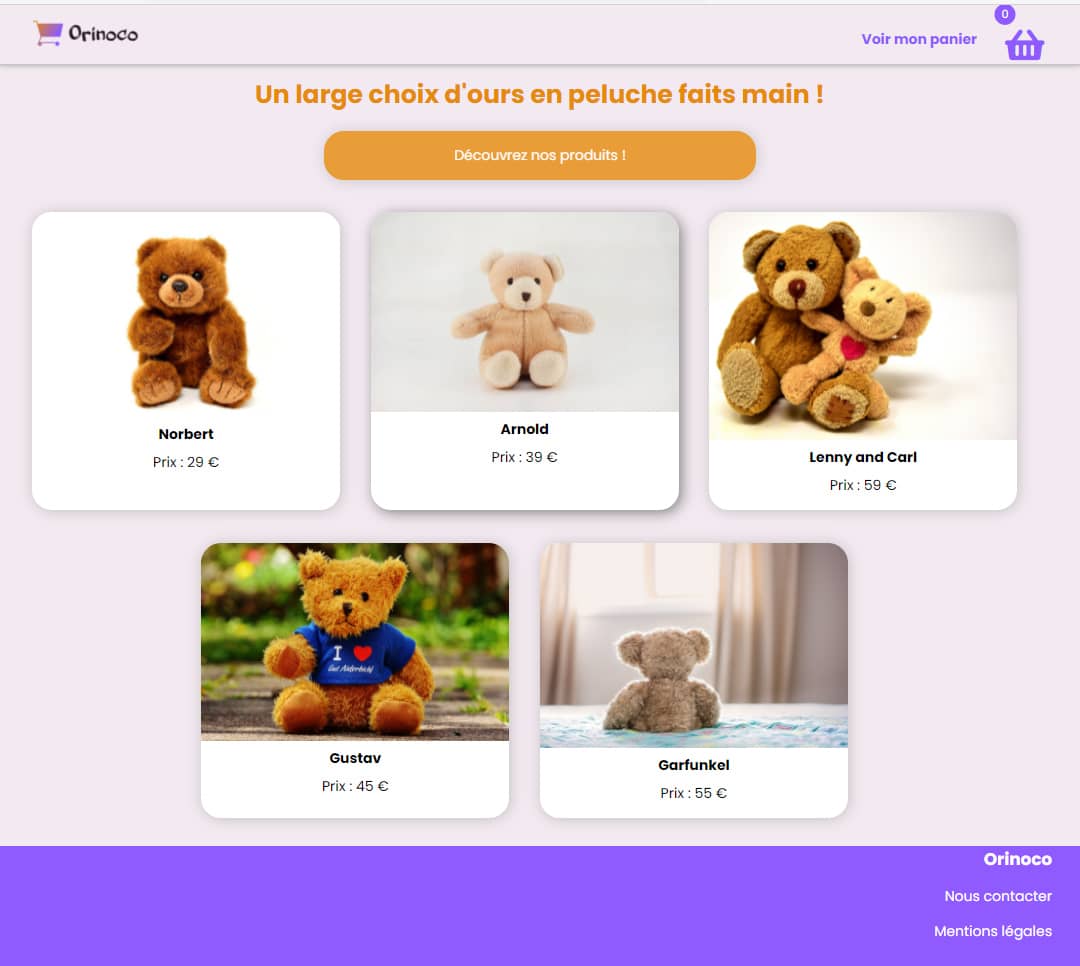 Orinoco
Voir mon panier
0
Un large choix d'ours en peluche faits main !
Découvrez nos produits !
Norbert
Prix : 29 €
Arnold
Prix : 39 €
Lenny and Carl
Prix : 59 €
I
Gustav
Prix : 45 €
Garfunkel
Prix : 55 €
Orinoco
Nous contacter
Mentions légales